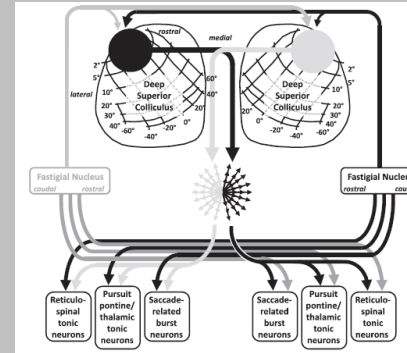 rostral
medial
lateral
Deep
Superior
Colliculus
2°
5°
10°
20°
30°
40°
-60°
-40°
-20°
0°
20°
40°
60°
Deep
Superior
Colliculus
2°
5°
10°
20°
30°
40°
-60°
-40°
-20°
0°
20°
Fastigial Nucleus
caudal rostral
Fastigial Nucle
rostral cau
Reticulo-
spinal
tonic
neurons
Pursuit
pontine/
thalamic
tonic
neurons
Saccade-
related
burst
neurons
Saccade-
related
burst
neurons
Pursuit
pontine/
thalamic
tonic
neurons
Reticulo-
spinal
tonic
neurons